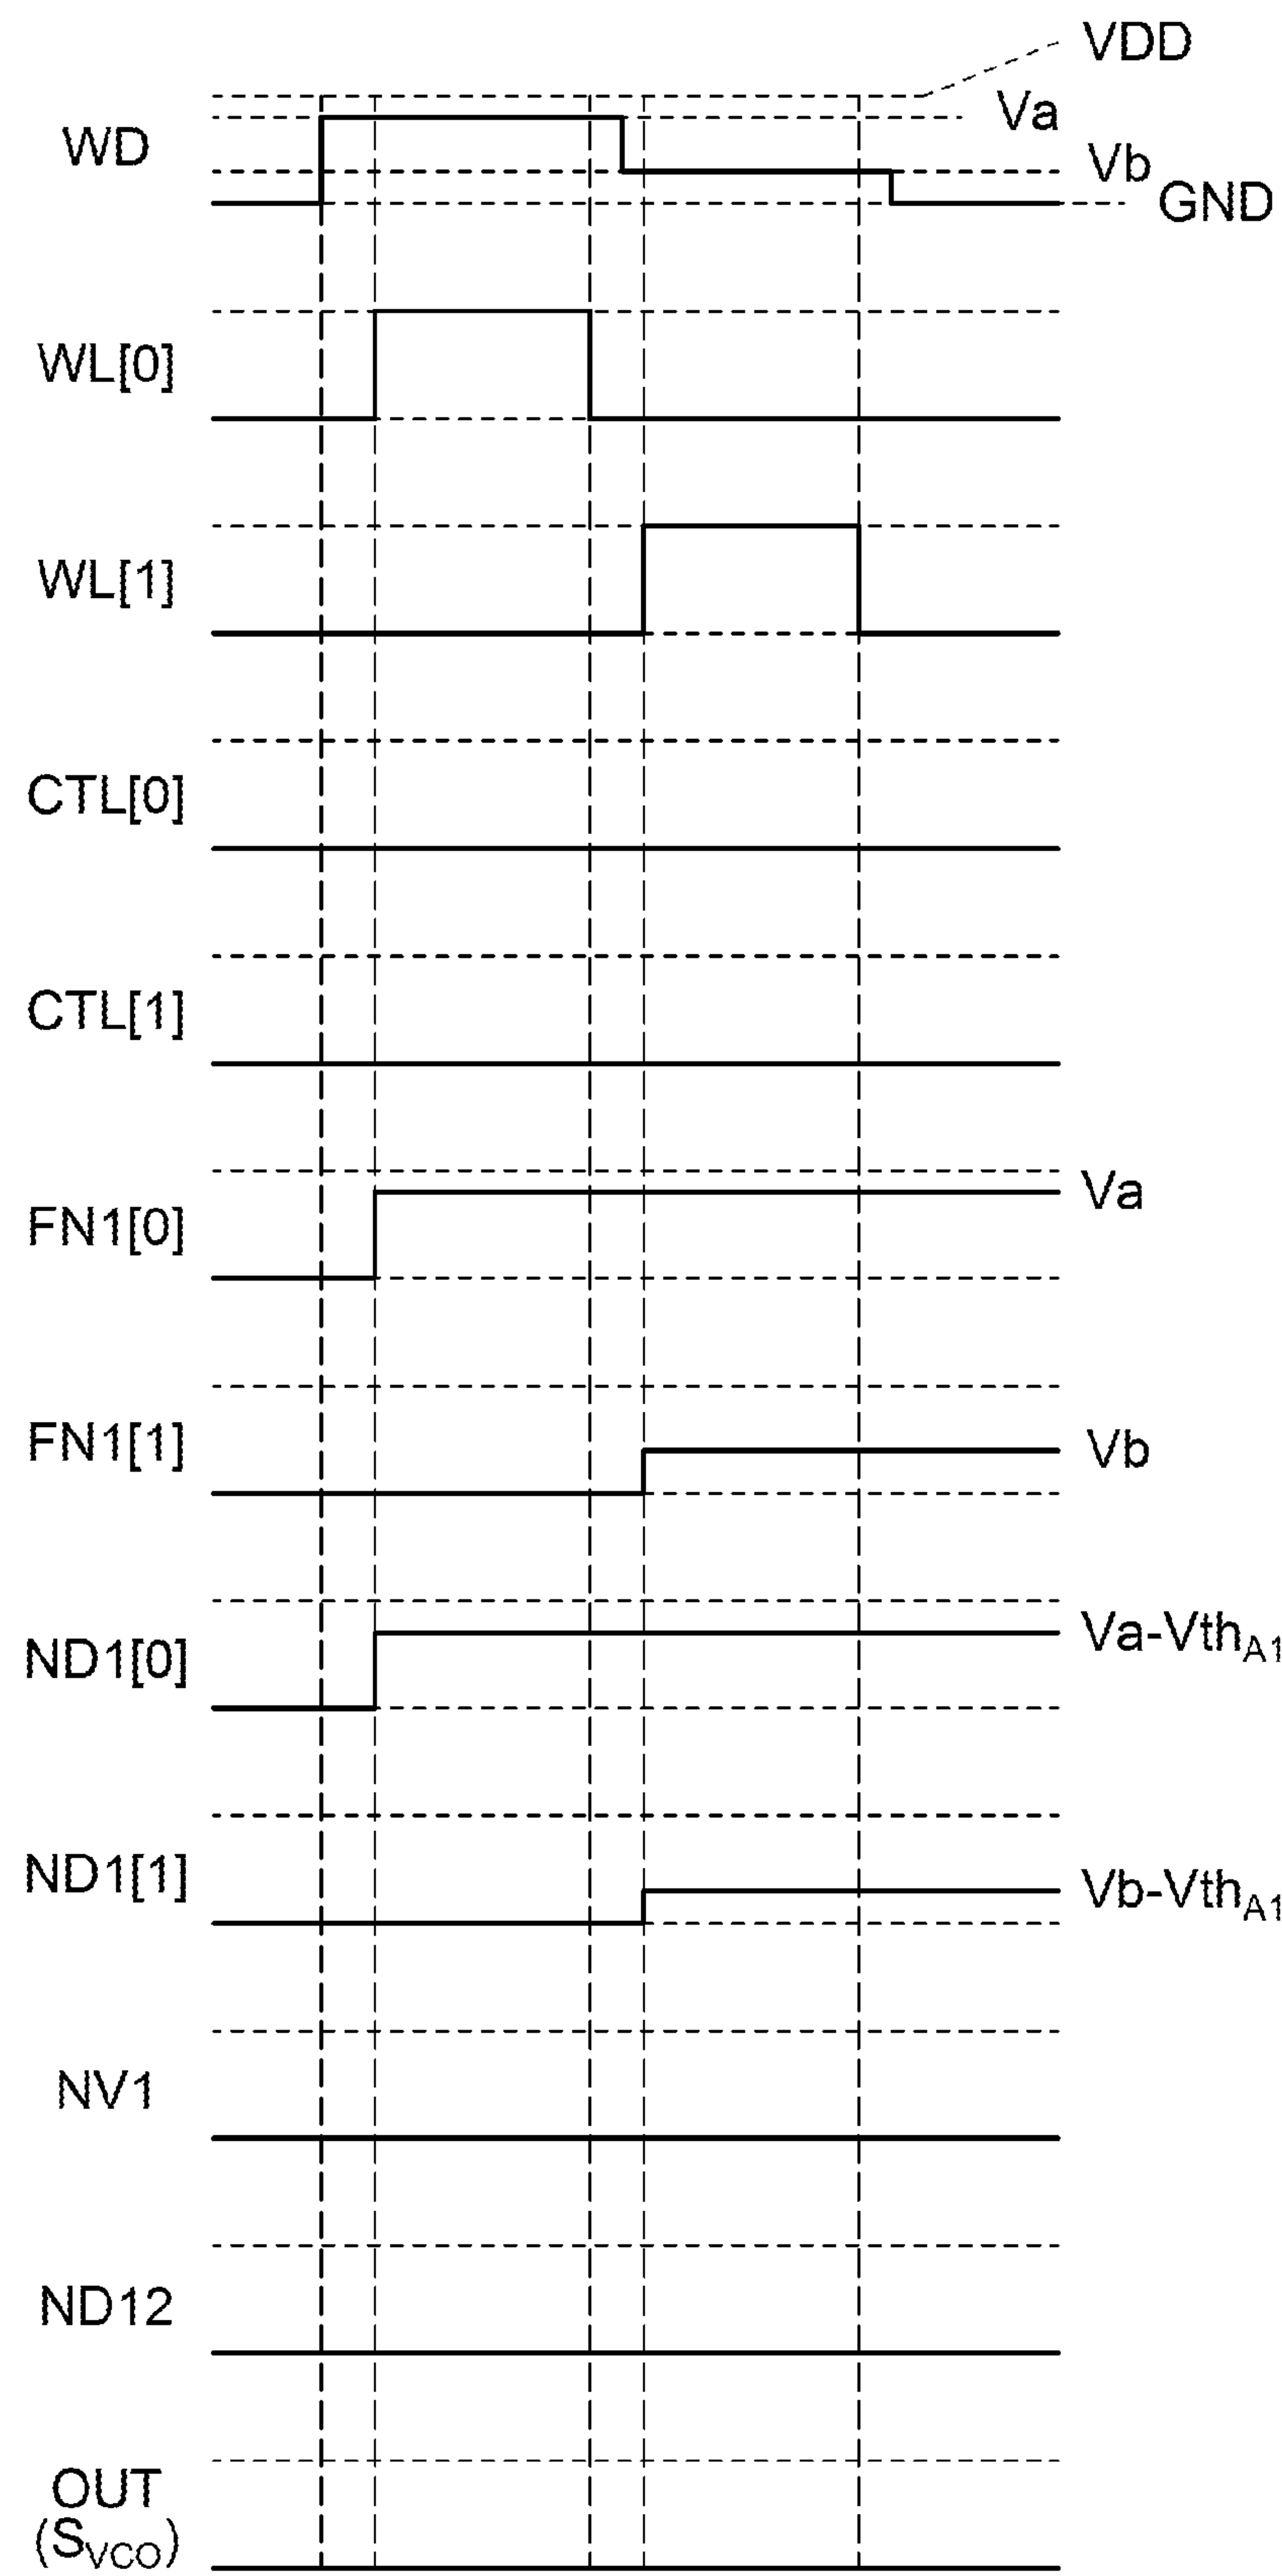 VDD
Va
WD
Vb
GND
WL[0]
WL[1]
CTL[0]
CTL[1]
Va
FN1[0]
FN1[1]
Vb
ND1[0]
Va-VthA1
ND1[1]
Vb-VthA1
NV1
ND12
OUT
(SVCO)